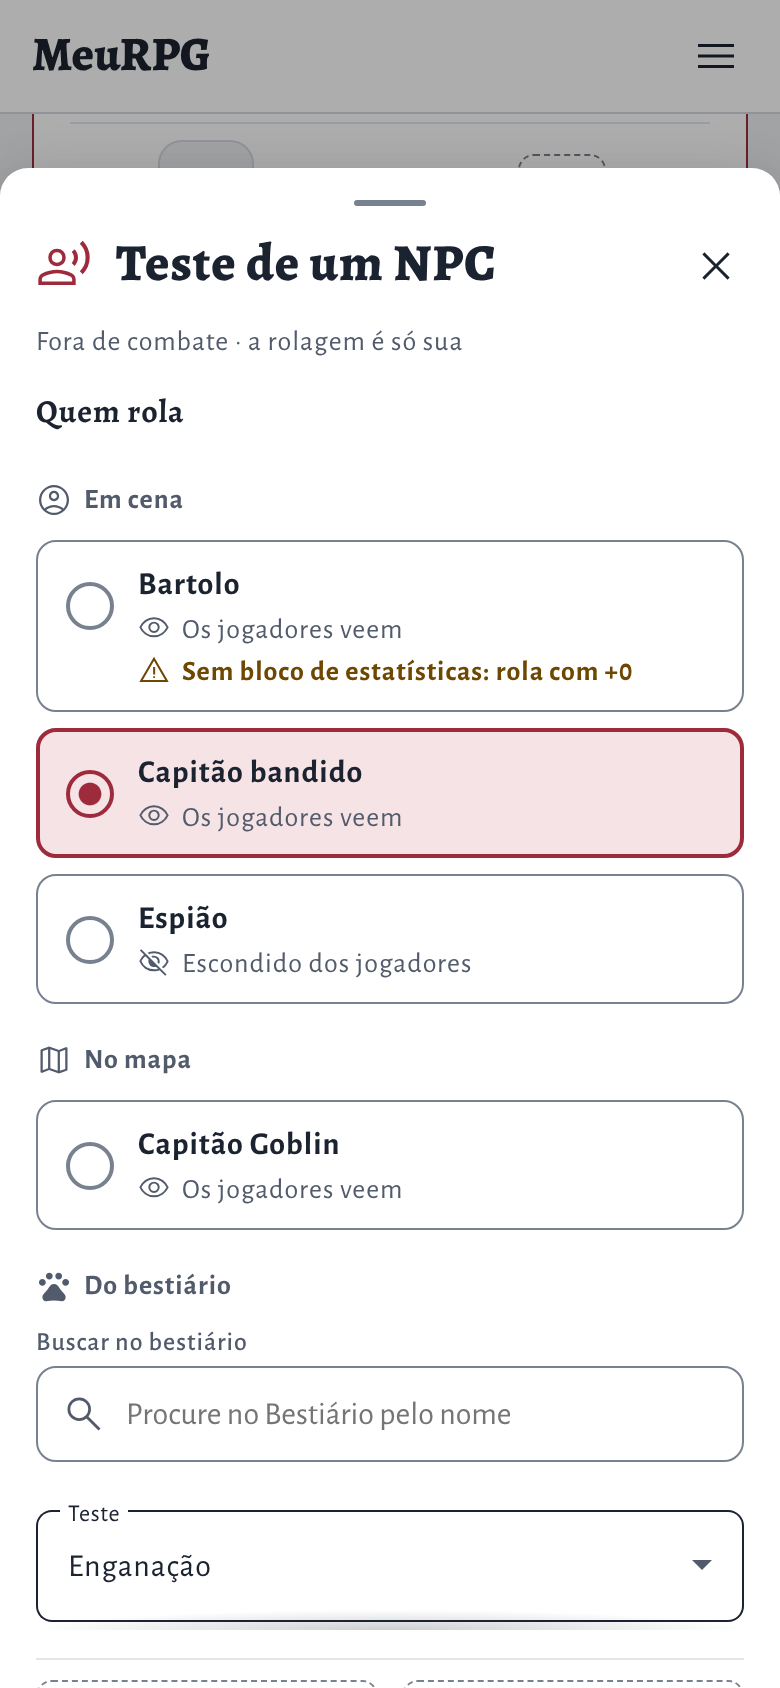 MeuRPG
Teste de um NPC
Fora de combate · a rolagem é só sua
Quem rola
Em cena
Bartolo
Os jogadores veem
Sem bloco de estatísticas: rola com +0
Capitão bandido
Os jogadores veem
Espião
Escondido dos jogadores
No mapa
Capitão Goblin
Os jogadores veem
Do bestiário
Buscar no bestiário
Procure no Bestiário pelo nome
Teste
Enganação